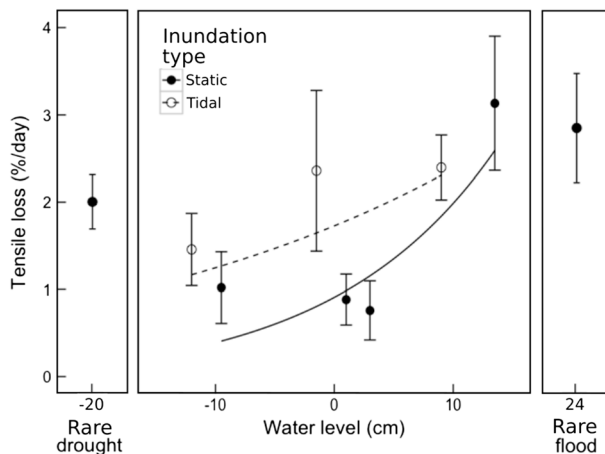 Tensile loss (%/day)
4
3
2
1
0
Inundation
type
Static
Tidal
-20
Rare
drought
-10
0
10
Water level (cm)
24
Rare
flood